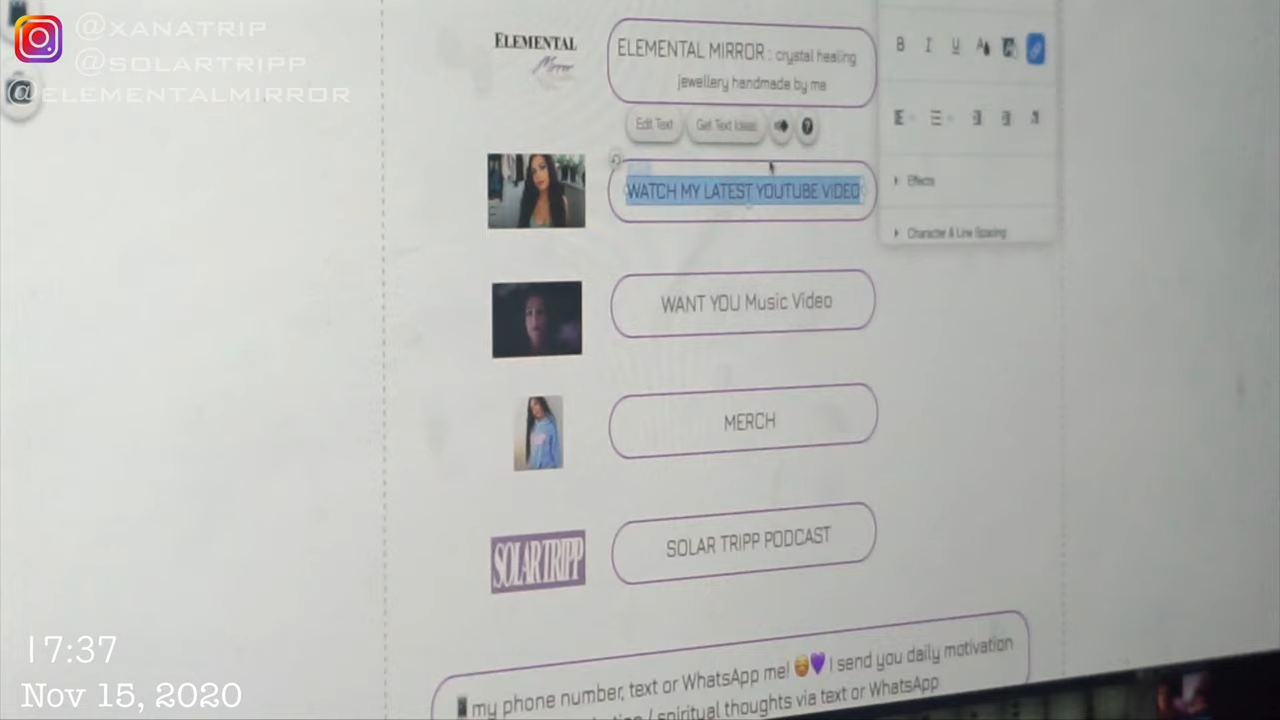 @XANATRIP
@SOLARTRIPP
@ELEMENTALMIRROR
ELEMENTAL
Mirror
ELEMENTAL MIRROR : crystal healing
jewellery handmade by me
B I U A
Edit Text
Get Text Ideas
?
WATCH MY LATEST YOUTUBE VIDEO
Effects
Character & Line Spacing
WANT YOU Music Video
MERCH
SOLAR TRIPP
SOLAR TRIPP PODCAST
my phone number, text or WhatsApp me! 😊💜 I send you daily motivation
/ spiritual thoughts via text or WhatsApp
17:37
Nov 15, 2020